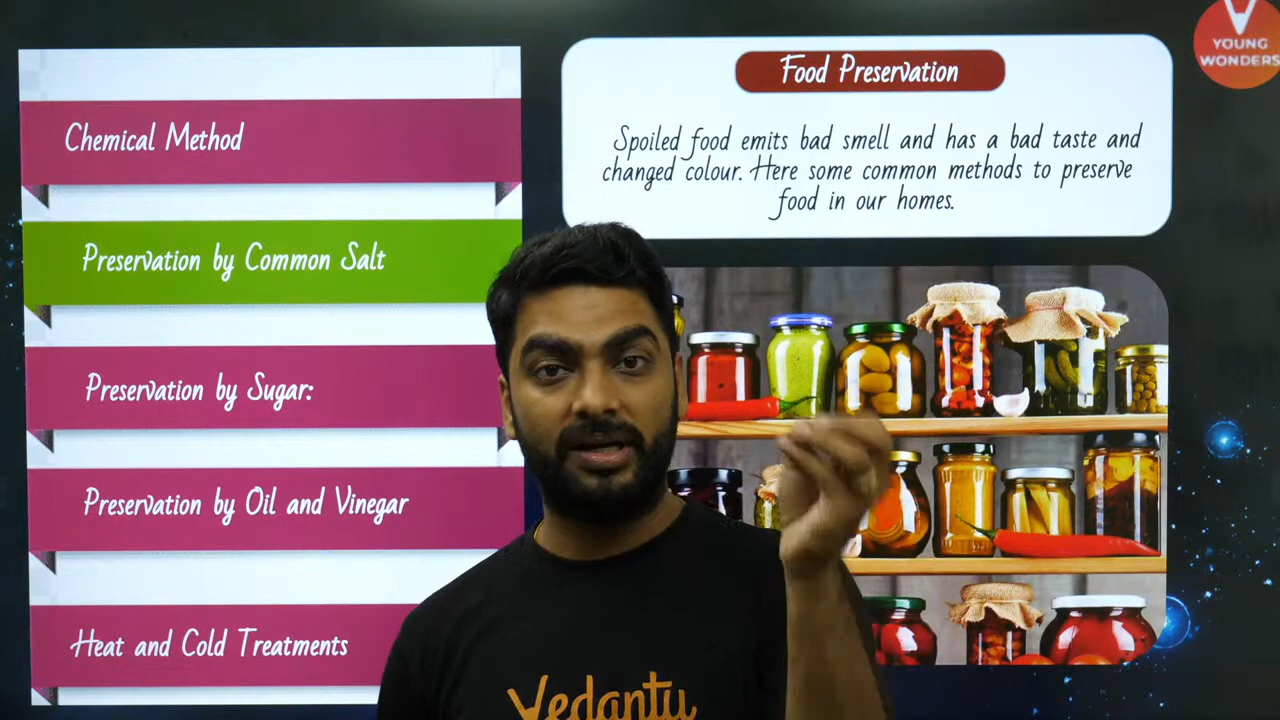 Chemical Method
Preservation by Common Salt
Preservation by Sugar:
Preservation by Oil and Vinegar
Heat and Cold Treatments
Food Preservation
Spoiled food emits bad smell and has a bad taste and
changed colour. Here some common methods to preserve
food in our homes.
YOUNG
WONDERS
Vedantu